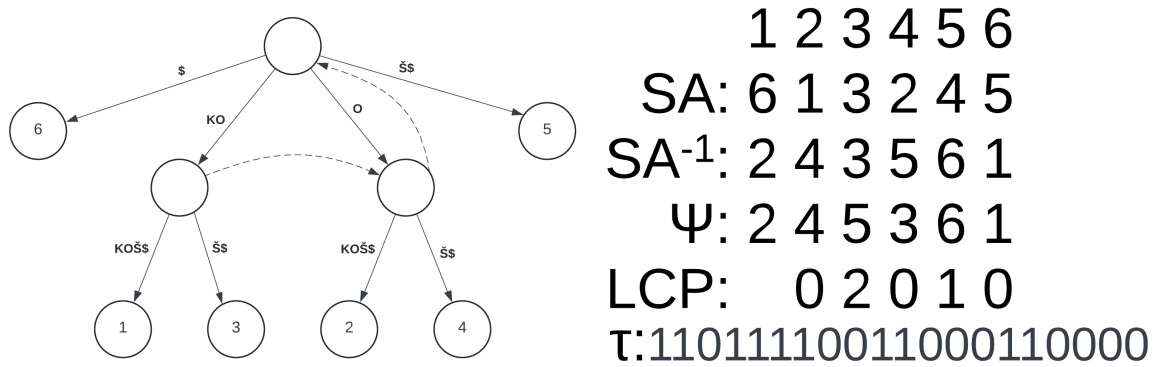 $
KO
O
Š$
6
5
KOŠ$
Š$
KOŠ$
Š$
1
3
2
4
1 2 3 4 5 6
SA: 6 1 3 2 4 5
SA-1: 2 4 3 5 6 1
Ψ: 2 4 5 3 6 1
LCP: 0 2 0 1 0
τ:11011110011000110000